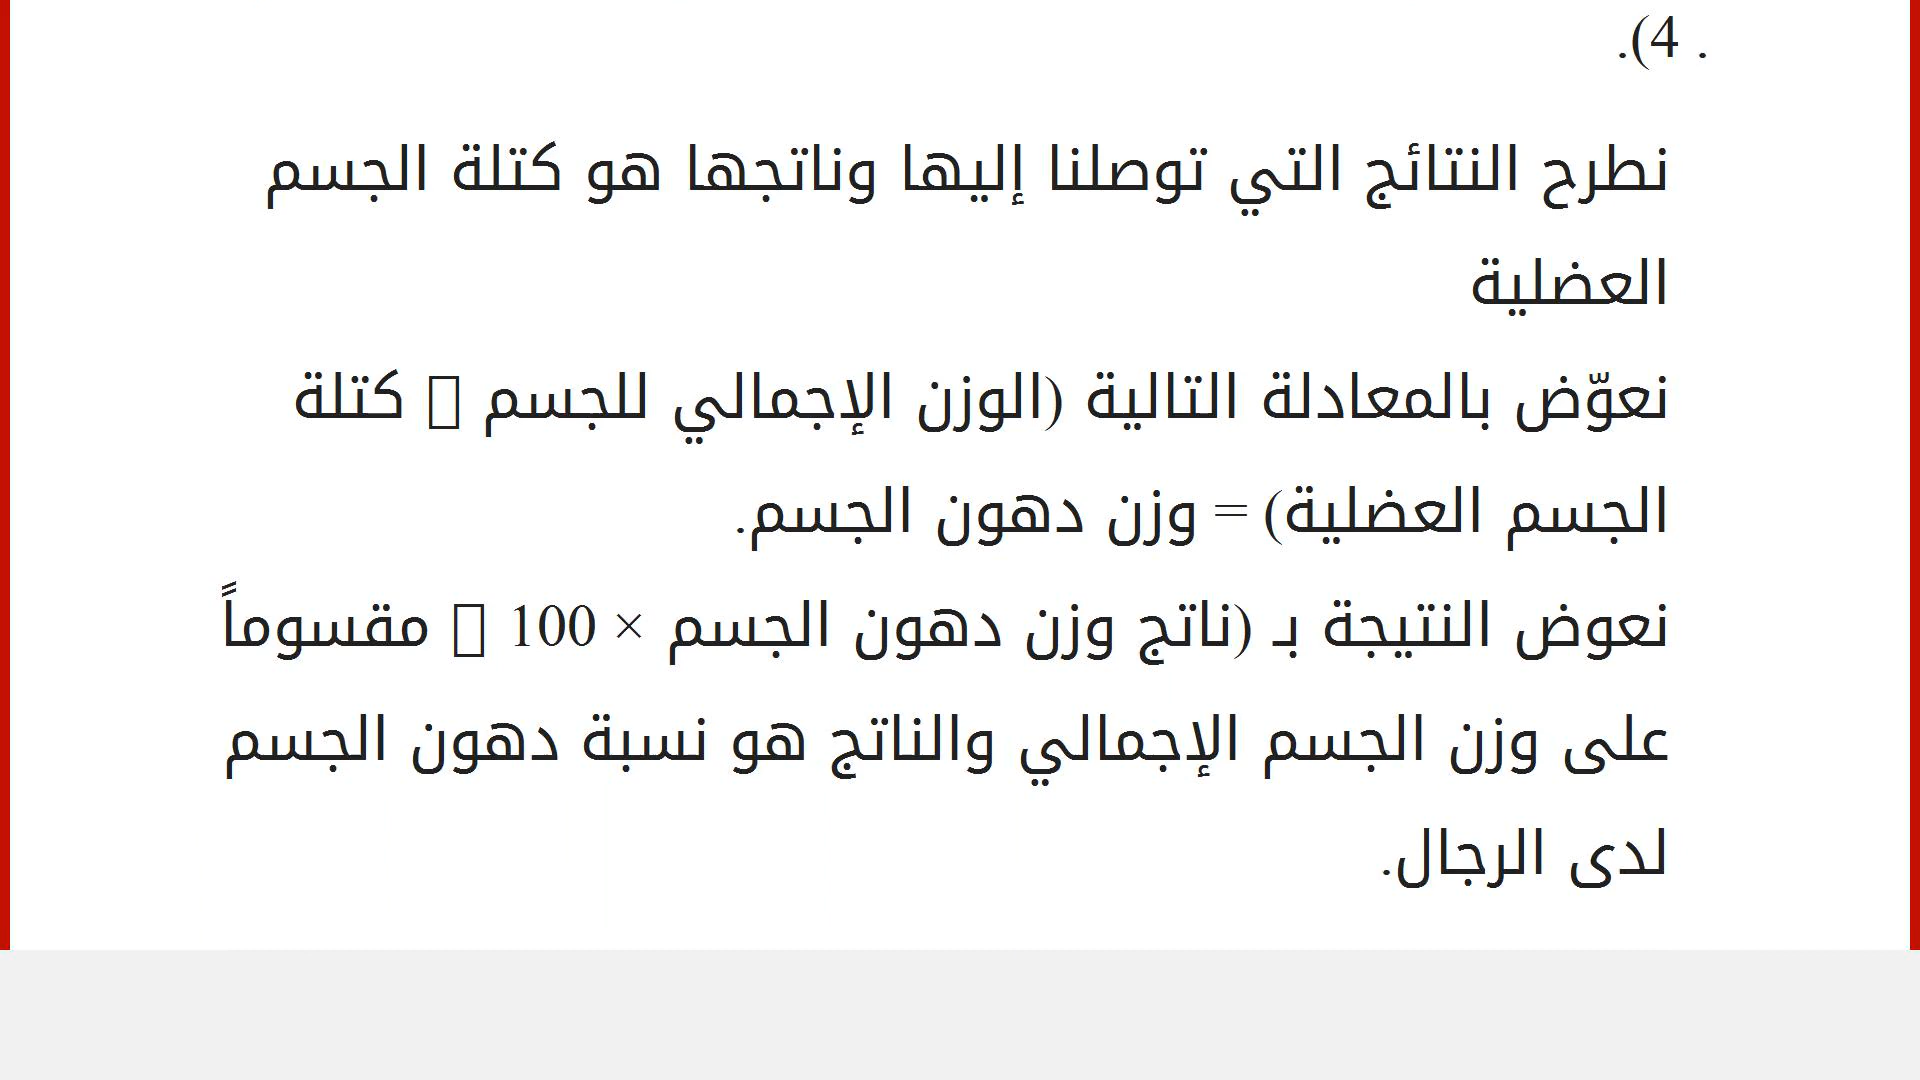 . 4).
نطرح النتائج التي توصلنا إليها وناتجها هو كتلة الجسم
العضلية
نعوّض بالمعادلة التالية (الوزن الإجمالي للجسم  كتلة
الجسم العضلية) = وزن دهون الجسم.
نعوض النتيجة بـ (ناتج وزن دهون الجسم × 100  مقسوماً
على وزن الجسم الإجمالي والناتج هو نسبة دهون الجسم
لدى الرجال.